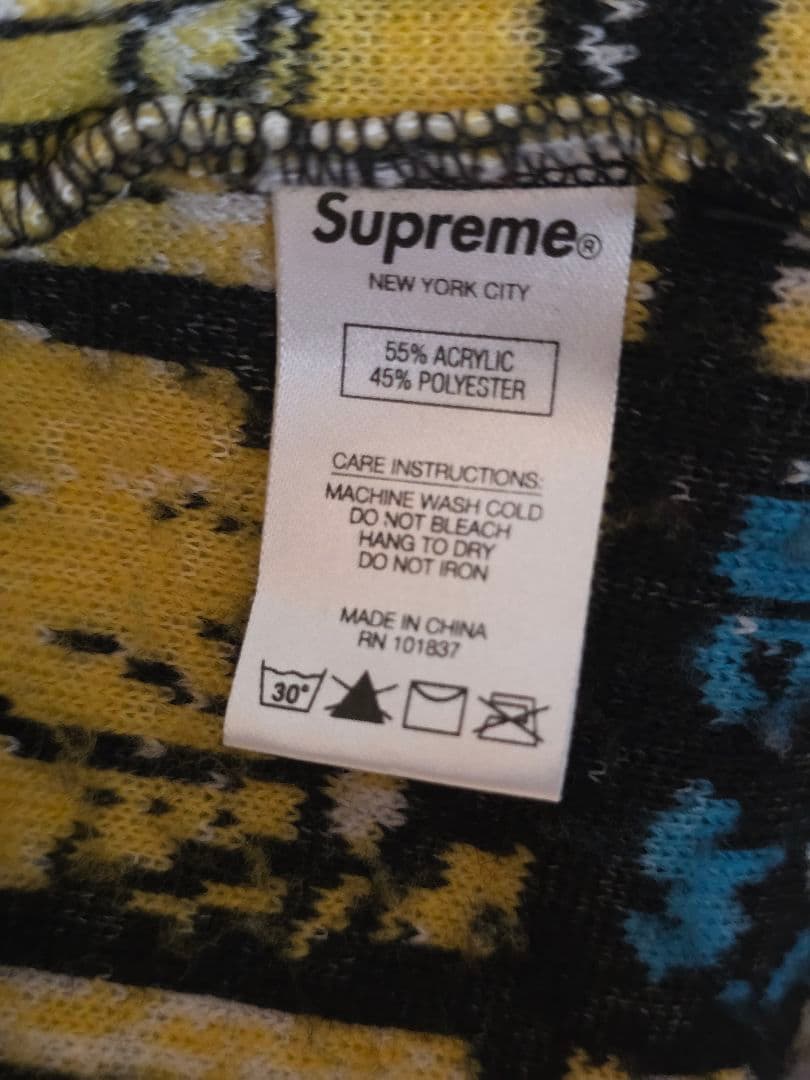 Supreme®
NEW YORK CITY
55% ACRYLIC
45% POLYESTER
CARE INSTRUCTIONS:
MACHINE WASH COLD
DO NOT BLEACH
HANG TO DRY
DO NOT IRON
MADE IN CHINA
RN 101837
30°